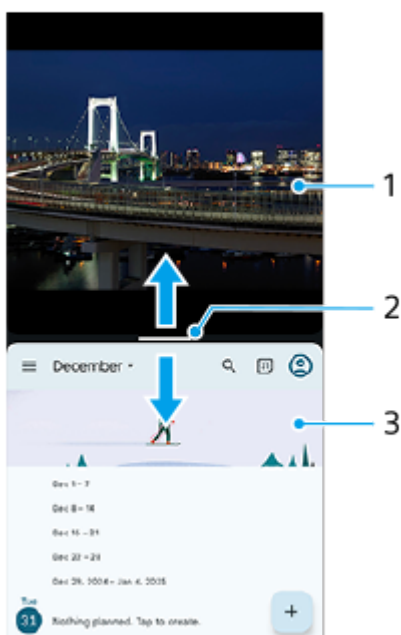 1
2
December
3
Dec 1 – 7
Dec 8 – 14
Dec 15 – 21
Dec 22 – 28
Dec 29, 2024 – Jan 4, 2025
Tue
31 Nothing planned. Tap to create.
+